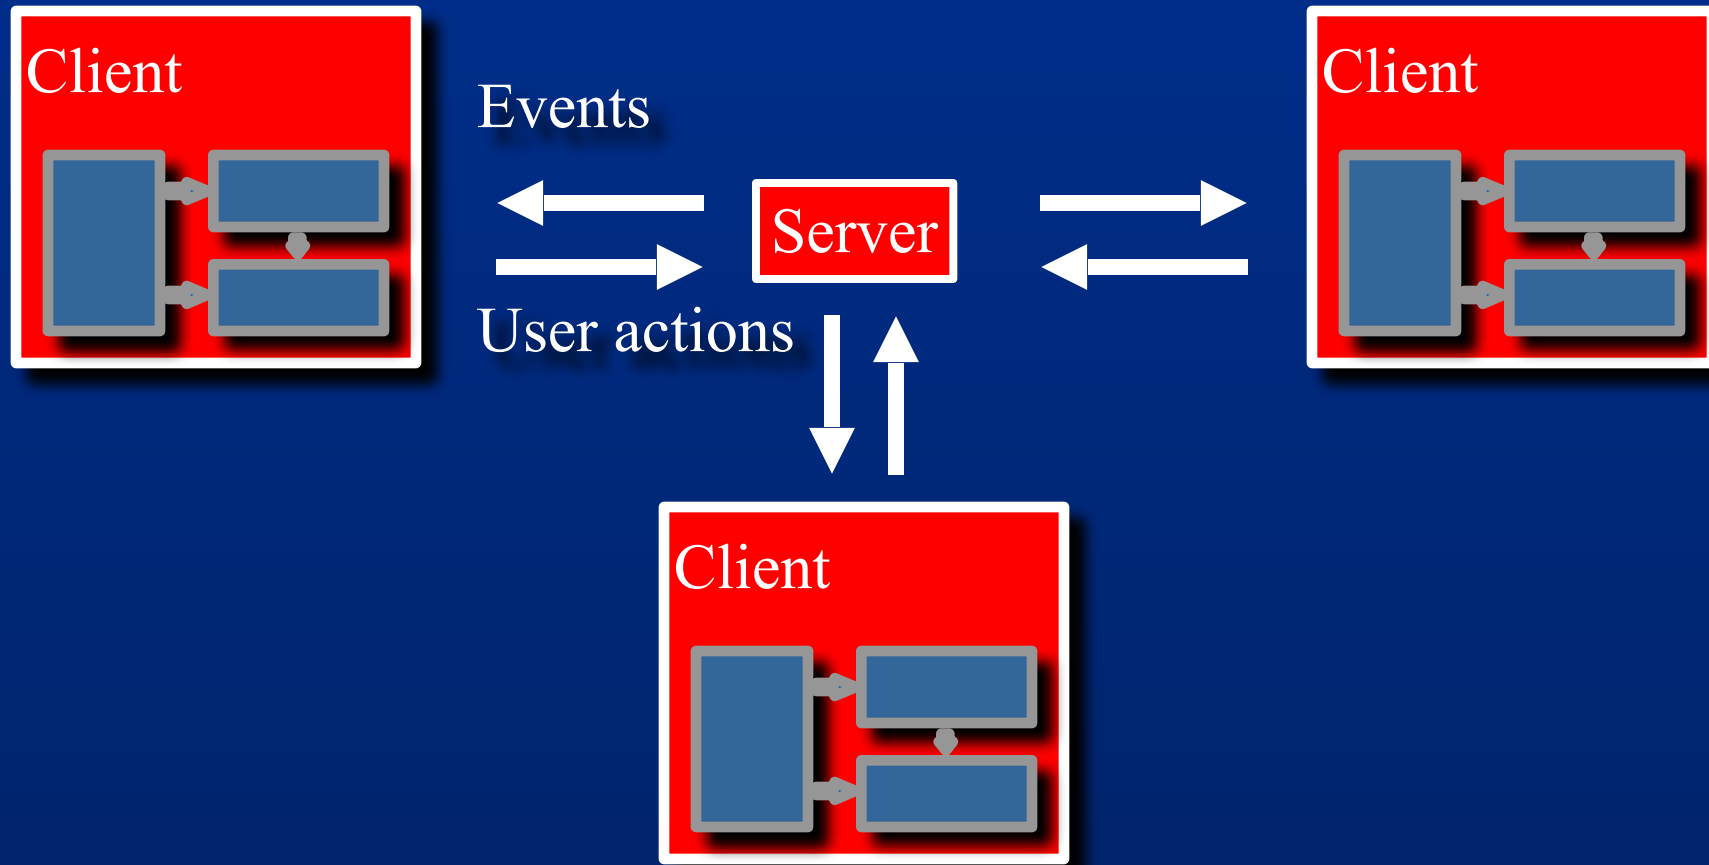 Client
Events
Client
Server
User actions
Client